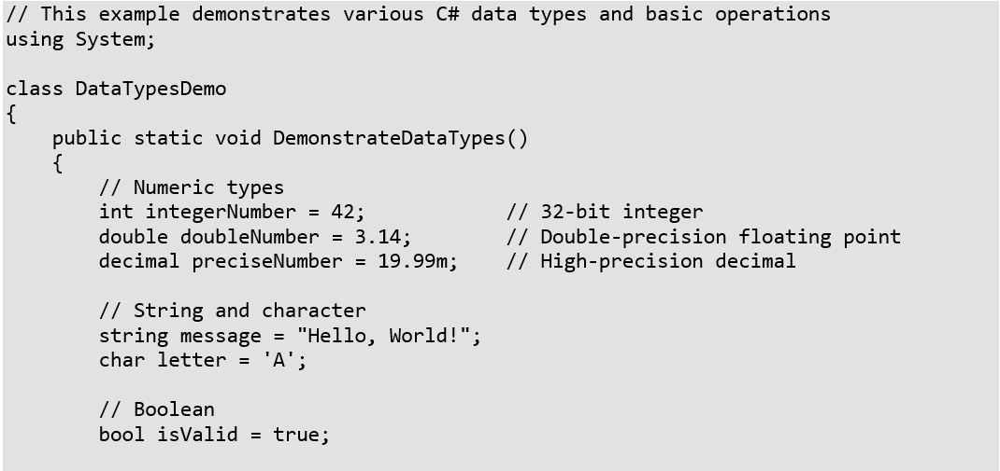 // This example demonstrates various C# data types and basic operations
using System;

class DataTypesDemo
{
    public static void DemonstrateDataTypes()
    {
        // Numeric types
        int integerNumber = 42;            // 32-bit integer
        double doubleNumber = 3.14;        // Double-precision floating point
        decimal preciseNumber = 19.99m;    // High-precision decimal

        // String and character
        string message = "Hello, World!";
        char letter = 'A';

        // Boolean
        bool isValid = true;